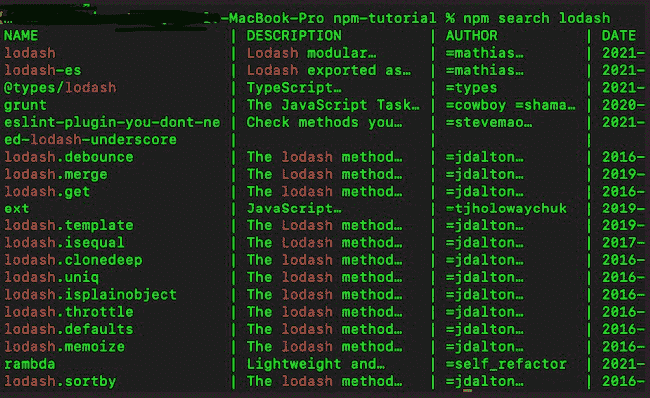 -MacBook-Pro npm-tutorial % npm search lodash
NAME | DESCRIPTION | AUTHOR | DATE
lodash | Lodash modular… | =mathias… | 2021-
lodash-es | Lodash exported as… | =mathias… | 2021-
@types/lodash | TypeScript… | =types | 2021-
grunt | The JavaScript Task… | =cowboy =shama… | 2020-
eslint-plugin-you-dont-ne | Check methods you… | =stevemao… | 2021-
ed-lodash-underscore | | |
lodash.debounce | The lodash method… | =jdalton… | 2016-
lodash.merge | The Lodash method… | =jdalton… | 2019-
lodash.get | The lodash method… | =jdalton… | 2016-
ext | JavaScript… | =tjholowaychuk | 2019-
lodash.template | The Lodash method… | =jdalton… | 2019-
lodash.isequal | The Lodash method… | =jdalton… | 2017-
lodash.clonedeep | The lodash method… | =jdalton… | 2016-
lodash.uniq | The lodash method… | =jdalton… | 2016-
lodash.isplainobject | The lodash method… | =jdalton… | 2016-
lodash.throttle | The lodash method… | =jdalton… | 2016-
lodash.defaults | The lodash method… | =jdalton… | 2016-
lodash.memoize | The lodash method… | =jdalton… | 2016-
rambda | Lightweight and… | =self_refactor | 2021-
lodash.sortby | The lodash method… | =jdalton… | 2016-